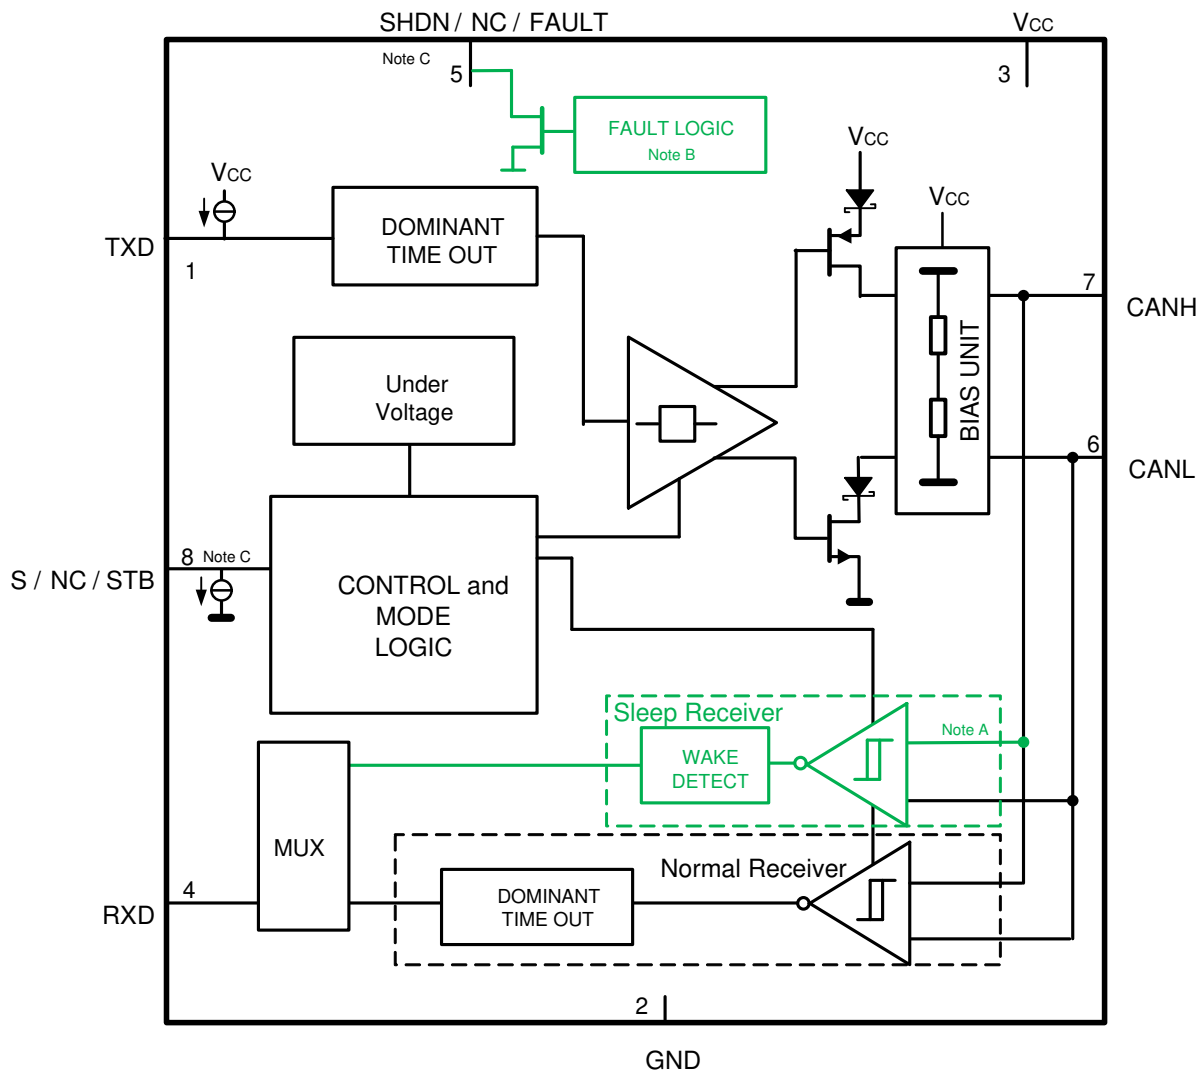 SHDN / NC / FAULT
VCC
Note C
5
3
FAULT LOGIC
Note B
VCC
VCC
VCC
DOMINANT
TIME OUT
TXD
1
7
CANH
BIAS UNIT
Under
Voltage
6
CANL
8
Note C
S / NC / STB
CONTROL and
MODE
LOGIC
Sleep Receiver
Note A
WAKE
DETECT
MUX
Normal Receiver
4
RXD
DOMINANT
TIME OUT
2
GND